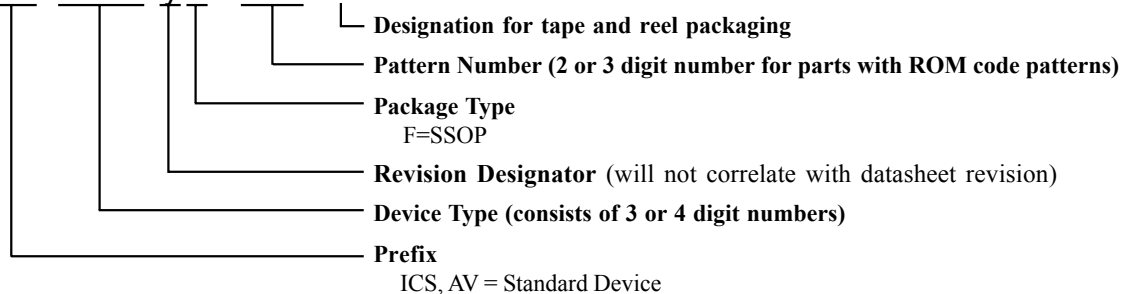 Designation for tape and reel packaging
Pattern Number (2 or 3 digit number for parts with ROM code patterns)
Package Type
F=SSOP
Revision Designator (will not correlate with datasheet revision)
Device Type (consists of 3 or 4 digit numbers)
Prefix
ICS, AV = Standard Device